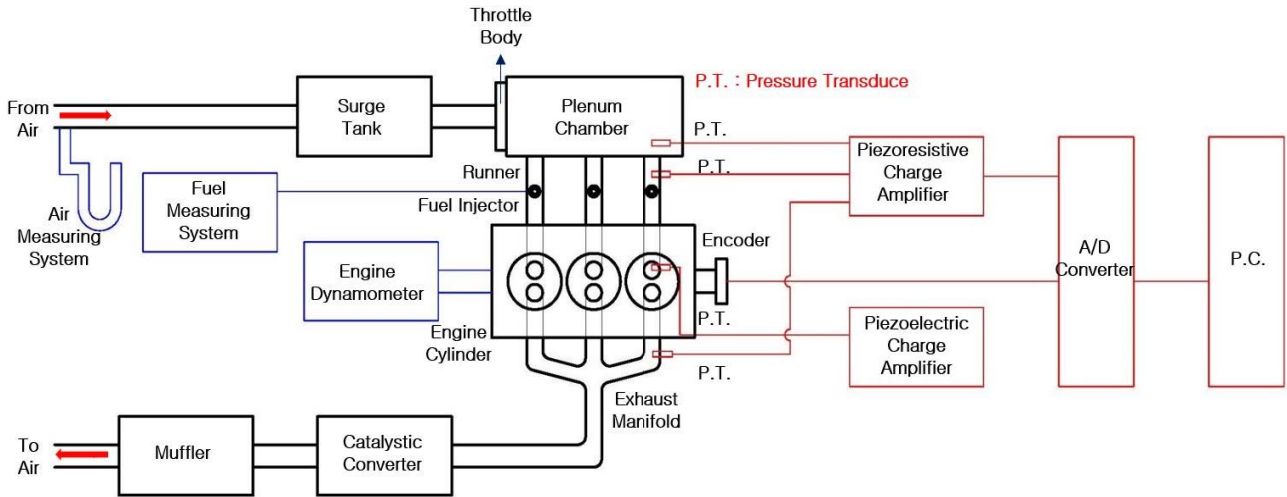 Throttle
Body
P.T. : Pressure Transduce
From
Air
Surge
Tank
Plenum
Chamber
P.T.
P.T.
Piezoresistive
Charge
Amplifier
Runner
Fuel Injector
Fuel
Measuring
System
Air
Measuring
System
Encoder
A/D
Converter
P.C.
Engine
Dynamometer
P.T.
Engine
Cylinder
Piezoelectric
Charge
Amplifier
P.T.
Exhaust
Manifold
To
Air
Muffler
Catalystic
Converter